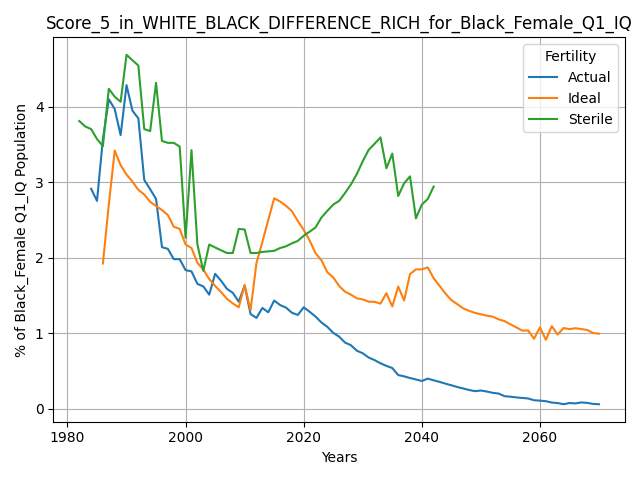 Score_5_in_WHITE_BLACK_DIFFERENCE_RICH_for_Black_Female_Q1_IQ
% of Black_Female Q1_IQ Population
4
3
2
1
0
Fertility
Actual
Ideal
Sterile
1980 2000 2020 2040 2060
Years